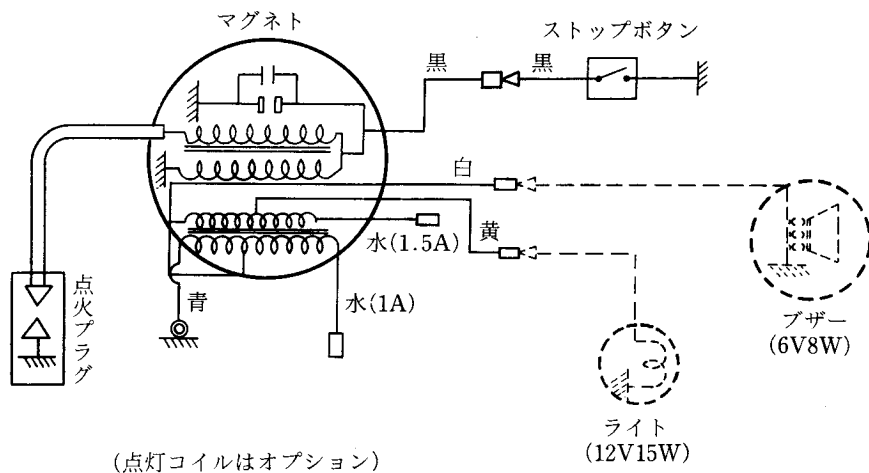 マグネト
ストップボタン
黒
黒
白
黄
水(1.5A)
青
水(1A)
点火プラグ
ブザー
(6V8W)
ライト
(12V15W)
(点灯コイルはオプション)